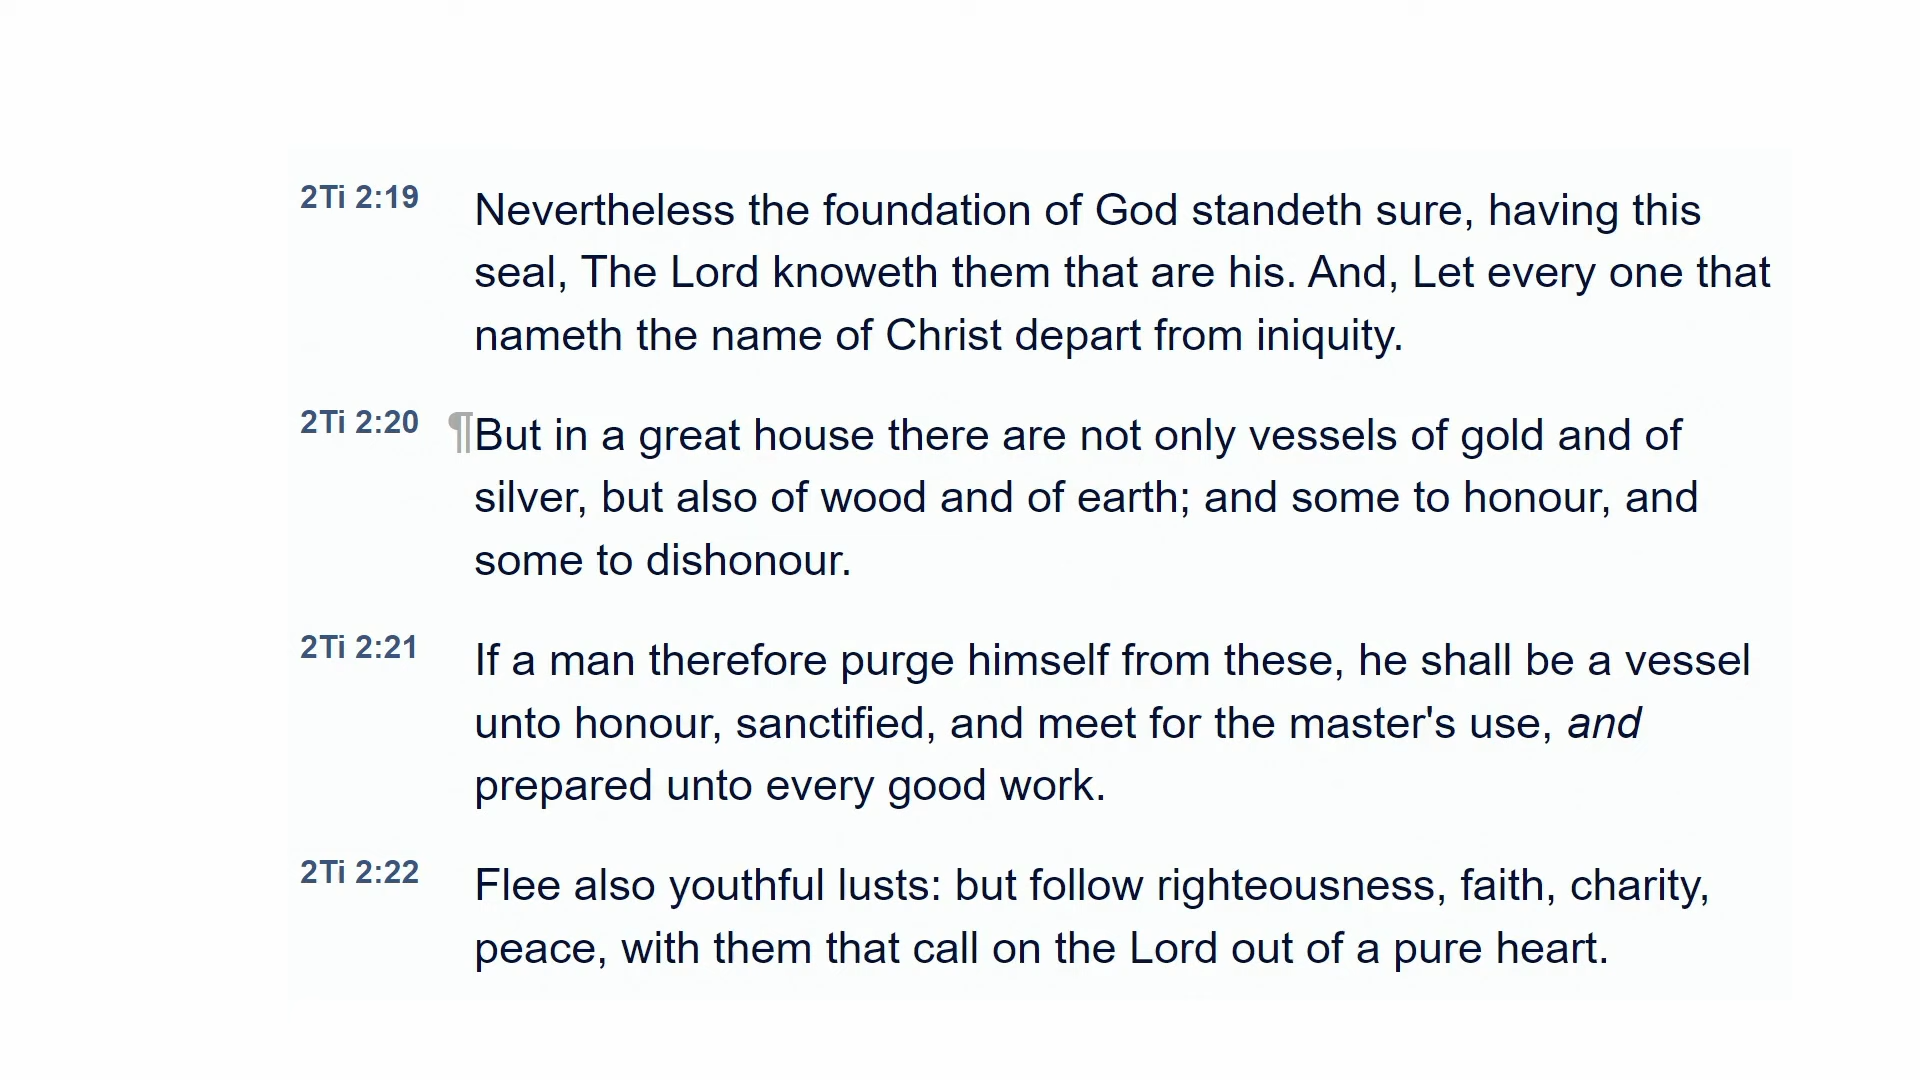 2Ti 2:19 Nevertheless the foundation of God standeth sure, having this
seal, The Lord knoweth them that are his. And, Let every one that
nameth the name of Christ depart from iniquity.
2Ti 2:20 ¶But in a great house there are not only vessels of gold and of
silver, but also of wood and of earth; and some to honour, and
some to dishonour.
2Ti 2:21 If a man therefore purge himself from these, he shall be a vessel
unto honour, sanctified, and meet for the master's use, and
prepared unto every good work.
2Ti 2:22 Flee also youthful lusts: but follow righteousness, faith, charity,
peace, with them that call on the Lord out of a pure heart.